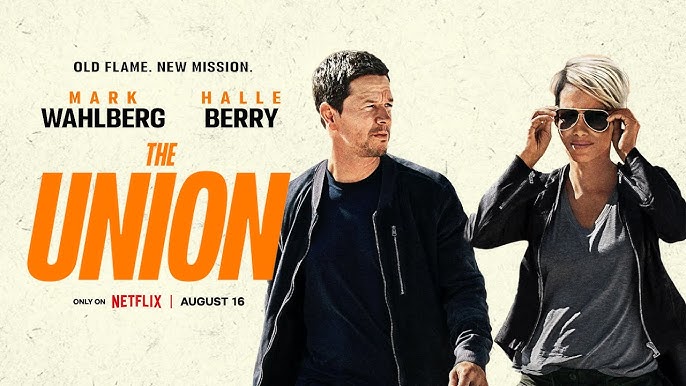 OLD FLAME. NEW MISSION.
MARK WAHLBERG
HALLE BERRY
THE
UNION
ONLY ON NETFLIX | AUGUST 16